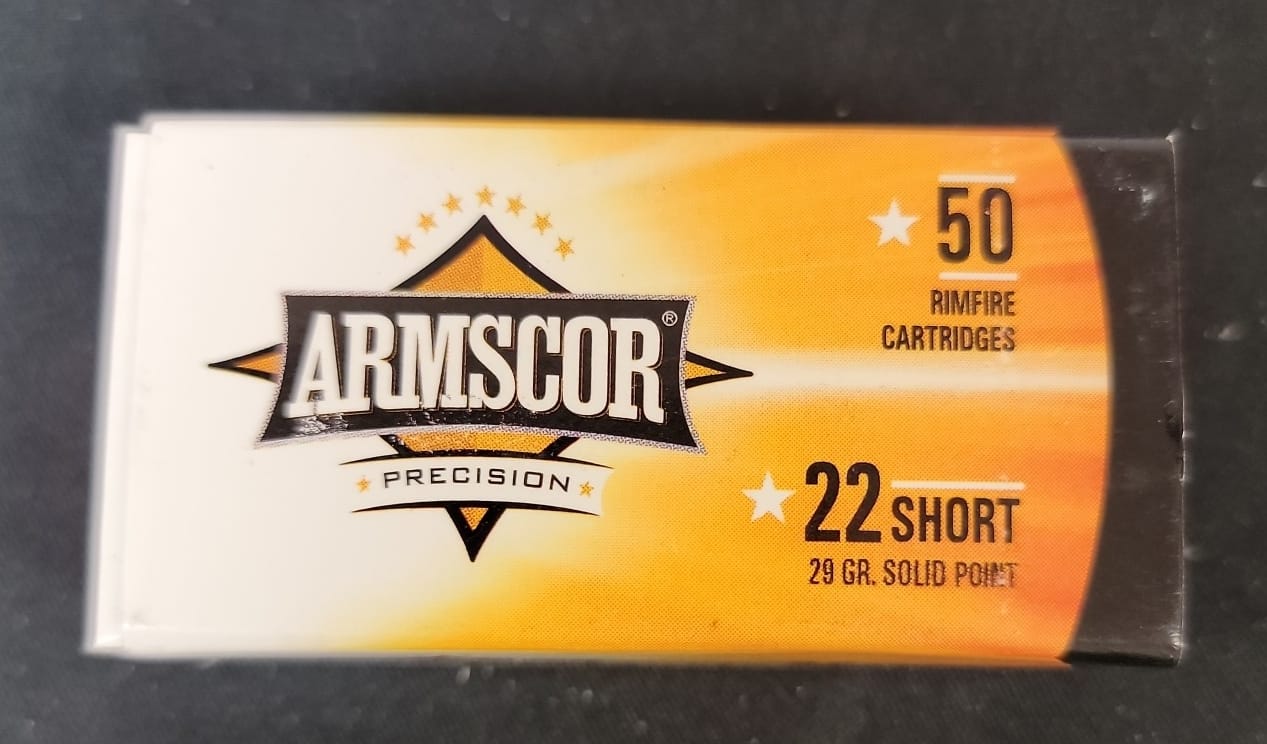 ARMSCOR®
PRECISION
50
RIMFIRE
CARTRIDGES
22 SHORT
29 GR. SOLID POINT